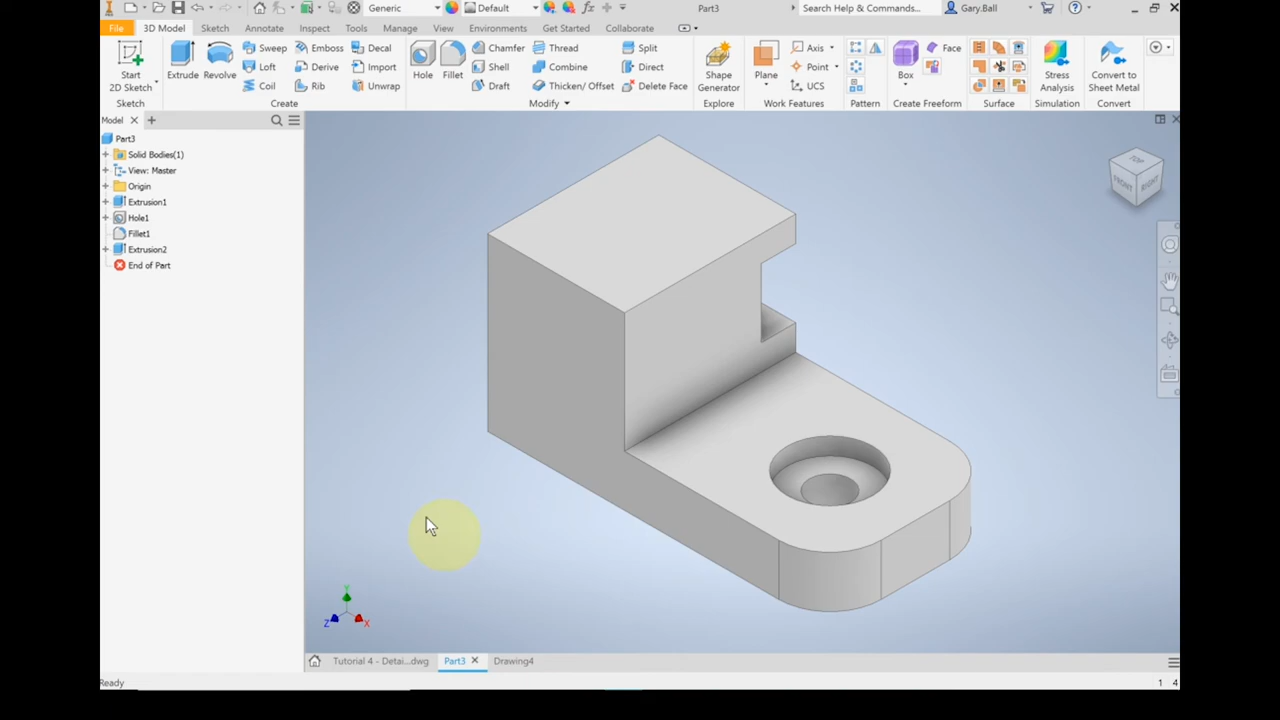 Generic
Default
Part3
Search Help & Commands...
Gary.Ball
File
3D Model
Sketch
Annotate
Inspect
Tools
Manage
View
Environments
Get Started
Collaborate
Start
2D Sketch
Extrude
Revolve
Sweep
Emboss
Decal
Loft
Derive
Import
Coil
Rib
Unwrap
Hole
Fillet
Chamfer
Thread
Split
Shell
Combine
Direct
Draft
Thicken/ Offset
Delete Face
Shape
Generator
Plane
Axis
Point
UCS
Box
Face
Stress
Analysis
Convert to
Sheet Metal
Sketch
Create
Modify
Explore
Work Features
Pattern
Create Freeform
Surface
Simulation
Convert
Model
Part3
Solid Bodies(1)
View: Master
Origin
Extrusion1
Hole1
Fillet1
Extrusion2
End of Part
TOP
FRONT
RIGHT
Y
Z
X
Tutorial 4 - Detai...dwg
Part3
Drawing4
Ready
1 4